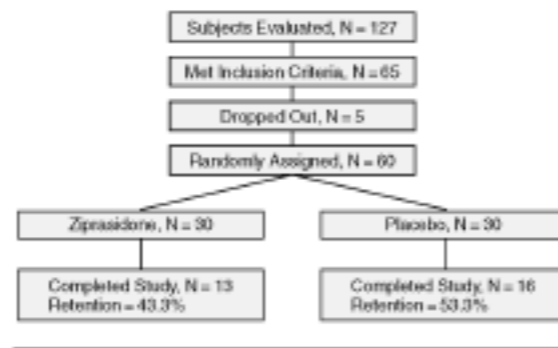 Subjects Evaluated, N = 127
Met Inclusion Criteria, N = 65
Dropped Out, N = 5
Randomly Assigned, N = 60
Ziprasidone, N = 30
Placebo, N = 30
Completed Study, N = 13
Retention = 43.3%
Completed Study, N = 16
Retention = 53.3%